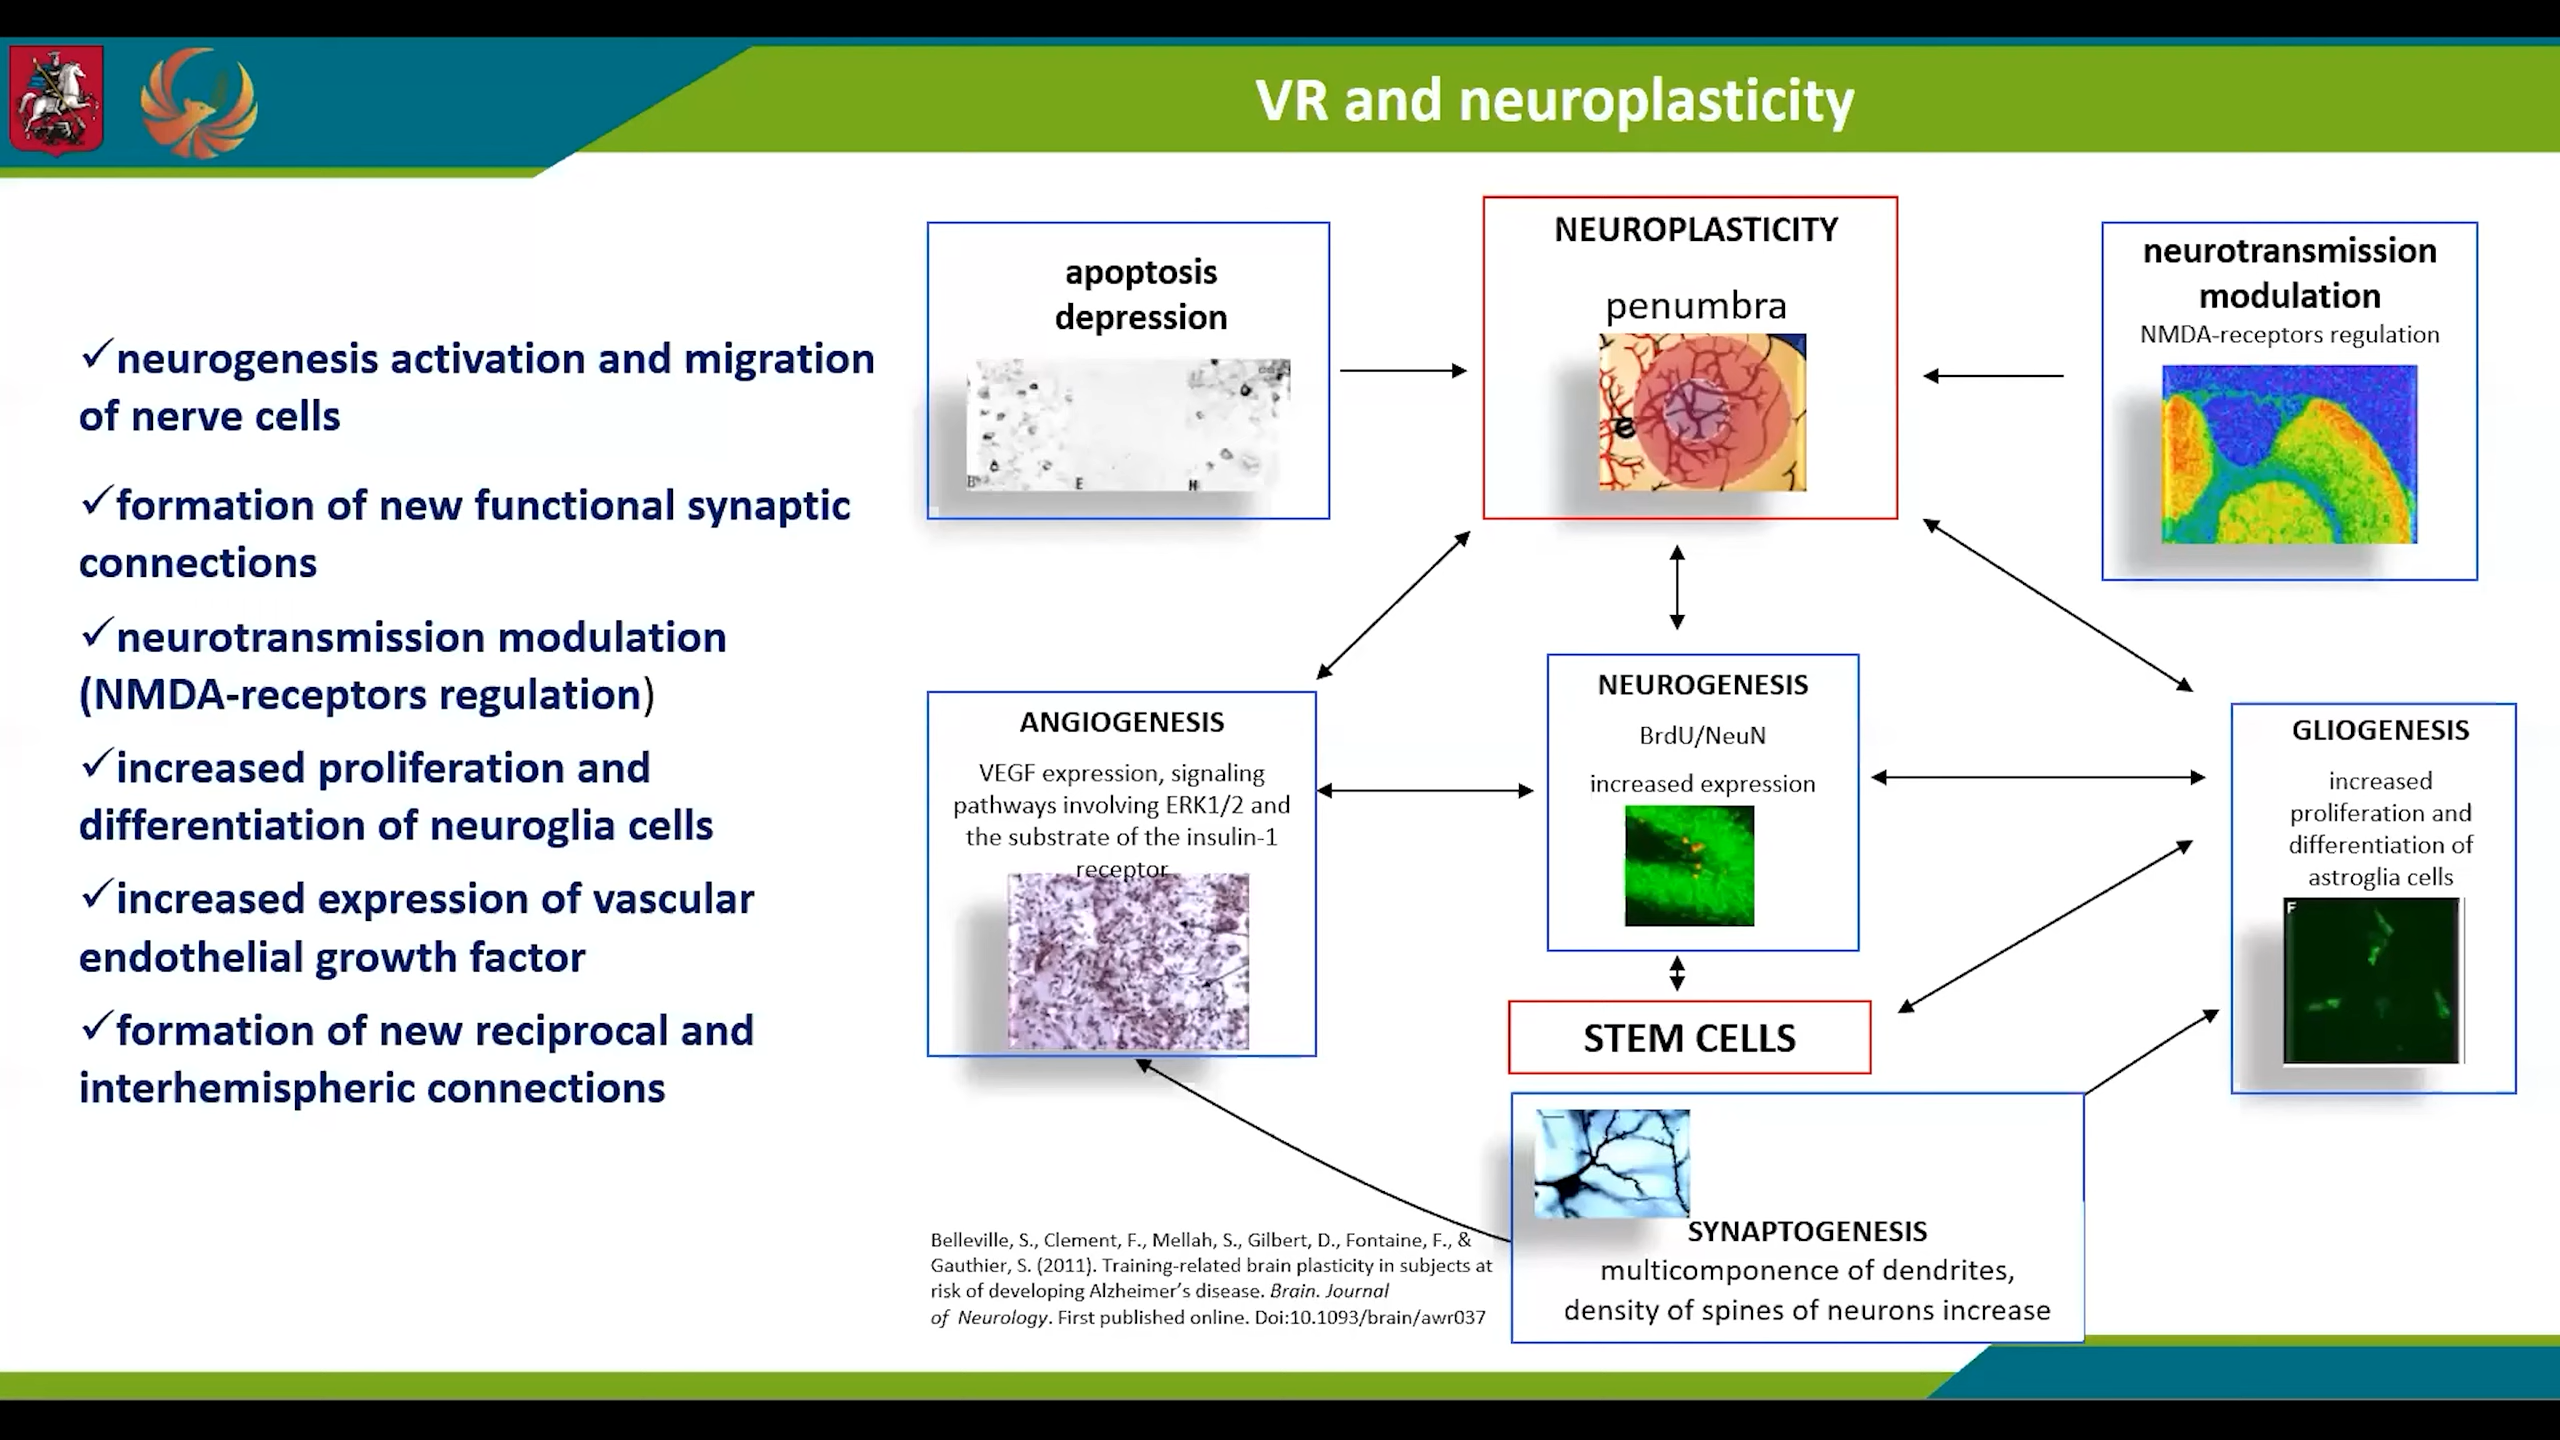 VR and neuroplasticity
✓neurogenesis activation and migration
of nerve cells
✓formation of new functional synaptic
connections
✓neurotransmission modulation
(NMDA-receptors regulation)
✓increased proliferation and
differentiation of neuroglia cells
✓increased expression of vascular
endothelial growth factor
✓formation of new reciprocal and
interhemispheric connections
apoptosis
depression
B
E
H
NEUROPLASTICITY
penumbra
neurotransmission
modulation
NMDA-receptors regulation
ANGIOGENESIS
VEGF expression, signaling
pathways involving ERK1/2 and
the substrate of the insulin-1
receptor
NEUROGENESIS
BrdU/NeuN
increased expression
GLIOGENESIS
increased
proliferation and
differentiation of
astroglia cells
F
STEM CELLS
SYNAPTOGENESIS
multicomponence of dendrites,
density of spines of neurons increase
Belleville, S., Clement, F., Mellah, S., Gilbert, D., Fontaine, F., &
Gauthier, S. (2011). Training-related brain plasticity in subjects at
risk of developing Alzheimer's disease. Brain. Journal
of Neurology. First published online. Doi:10.1093/brain/awr037